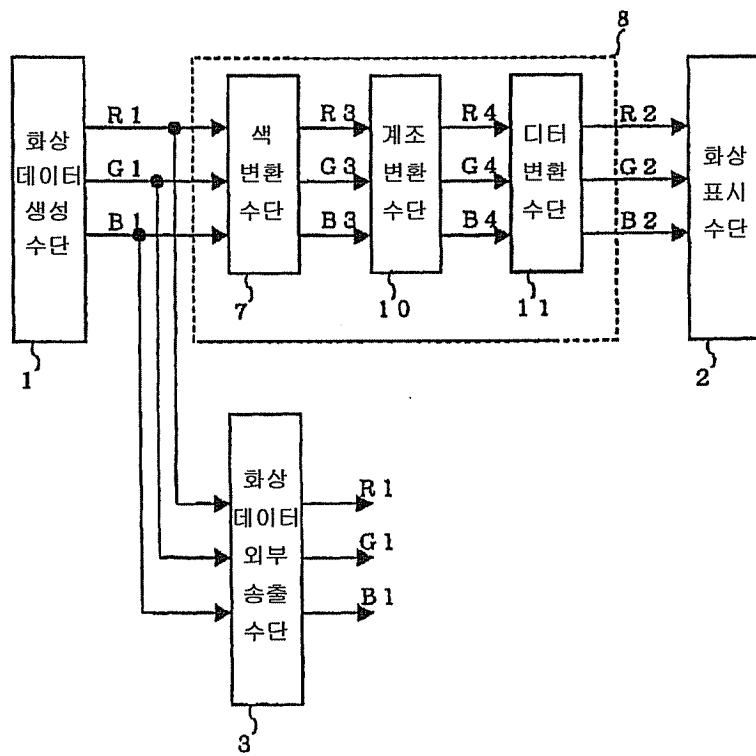 8
화상
데이터
생성
수단
1
R1
G1
B1
색
변환
수단
7
R3
G3
B3
계조
변환
수단
10
R4
G4
B4
디터
변환
수단
11
R2
G2
B2
화상
표시
수단
2
화상
데이터
외부
송출
수단
3
R1
G1
B1